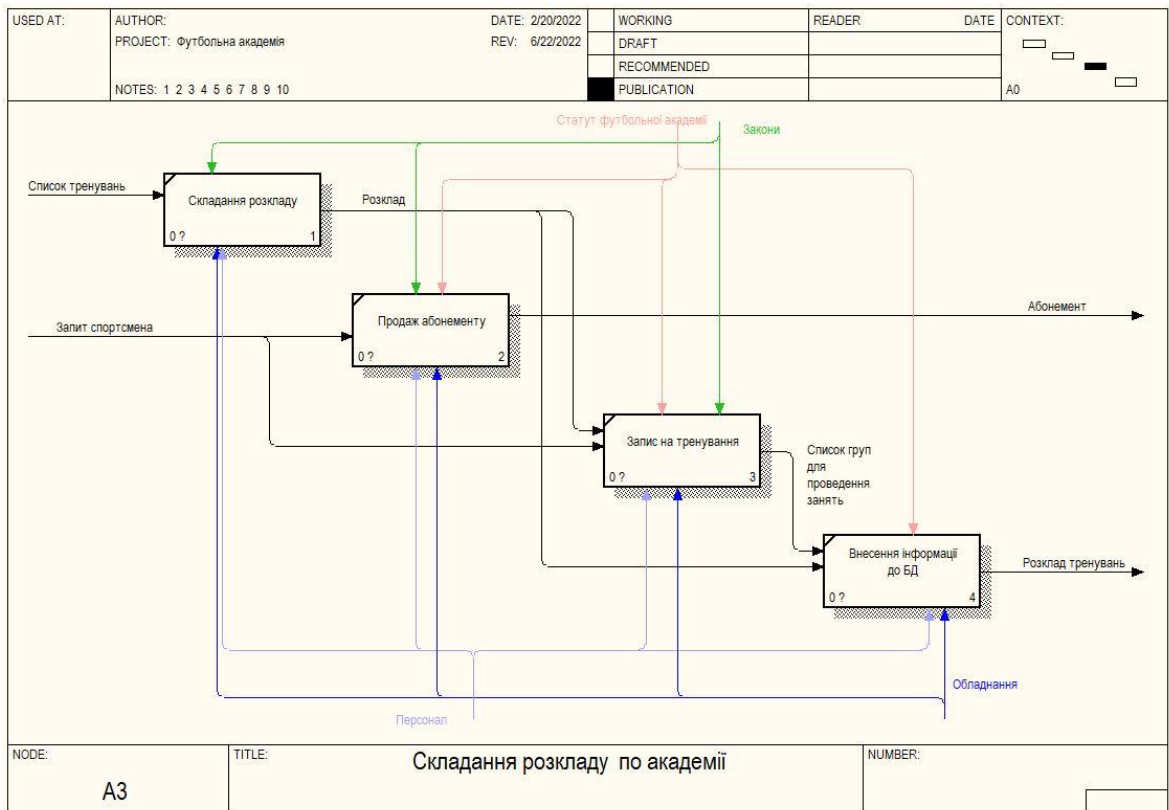 USED AT:
AUTHOR:
DATE: 2/20/2022
PROJECT: Футбольна академія
REV: 6/22/2022
NOTES: 1 2 3 4 5 6 7 8 9 10
WORKING
DRAFT
RECOMMENDED
PUBLICATION
READER
DATE
CONTEXT:
A0
Статут футбольної академії
Закони
Список тренувань
Складання розкладу
0 ?
1
Розклад
Запит спортсмена
Продаж абонементу
0 ?
2
Абонемент
Запис на тренування
0 ?
3
Список груп
для
проведення
занять
Внесення інформації
до БД
0 ?
4
Розклад тренувань
Обладнання
Персонал
NODE:
A3
TITLE:
Складання розкладу по академії
NUMBER: